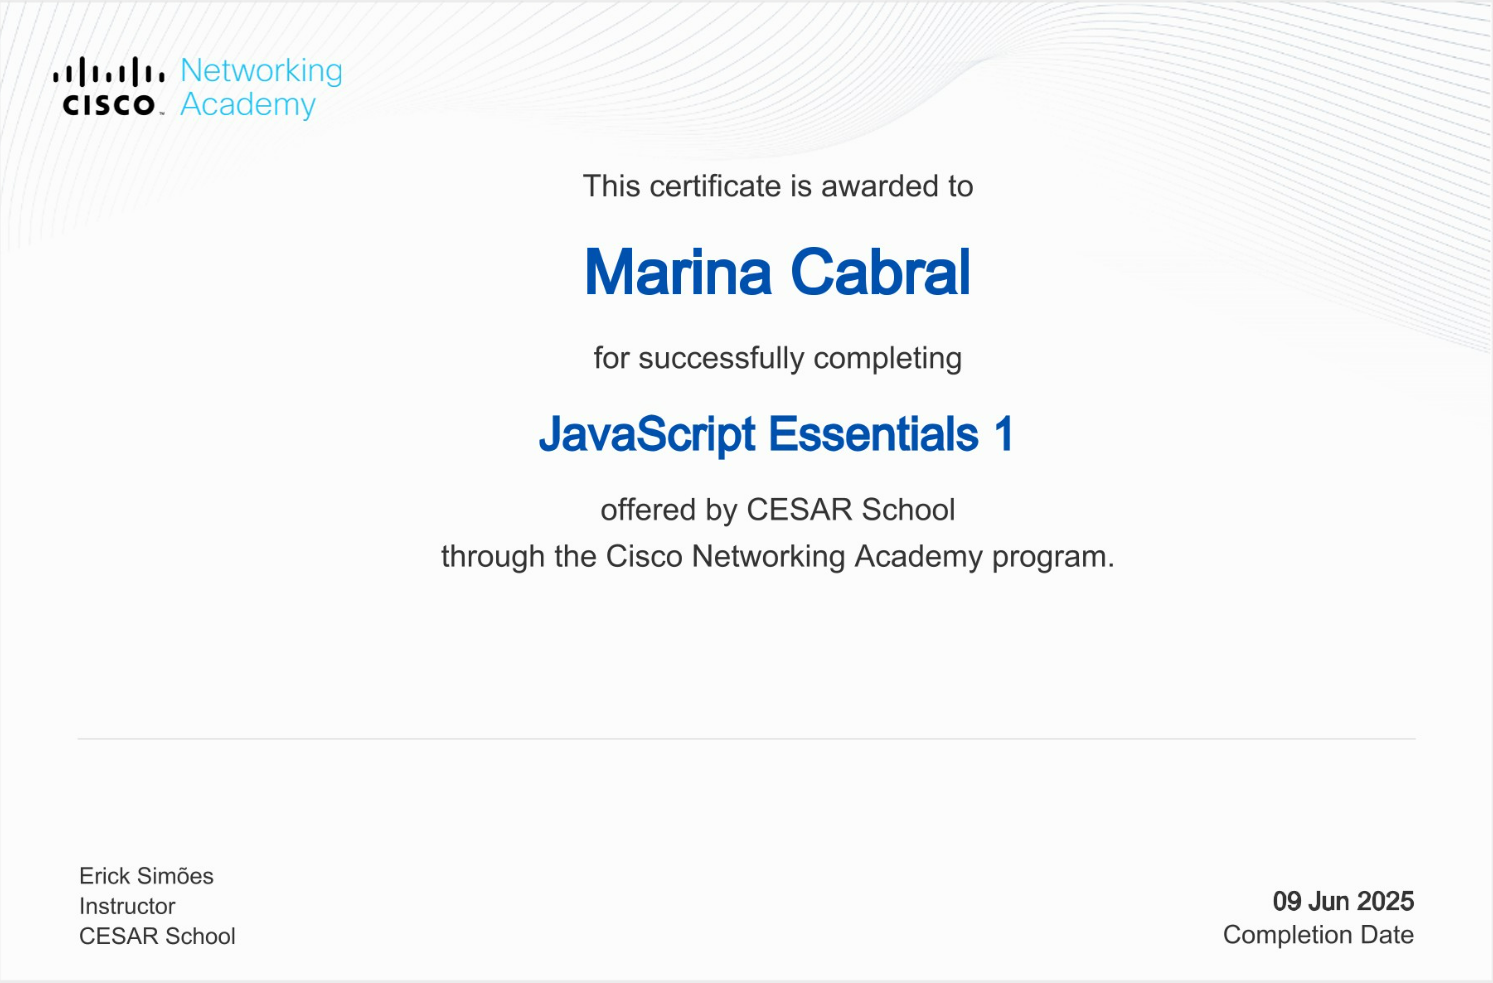 CISCO™
Networking
Academy
This certificate is awarded to
Marina Cabral
for successfully completing
JavaScript Essentials 1
offered by CESAR School
through the Cisco Networking Academy program.
Erick Simões
Instructor
CESAR School
09 Jun 2025
Completion Date